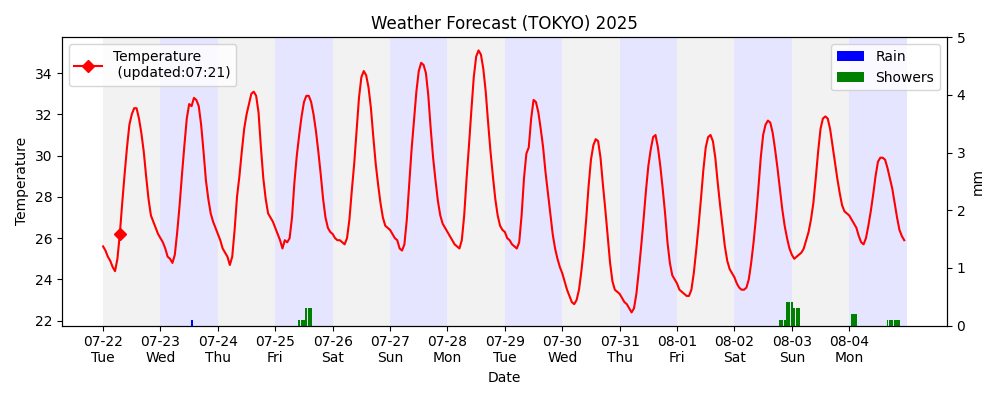 Weather Forecast (TOKYO) 2025
Temperature
(updated:07:21)
Rain
Showers
Temperature
34
32
30
28
26
24
22
5
4
3
2
1
0
mm
07-22 07-23 07-24 07-25 07-26 07-27 07-28 07-29 07-30 07-31 08-01 08-02 08-03 08-04
Tue Wed Thu Fri Sat Sun Mon Tue Wed Thu Fri Sat Sun Mon
Date